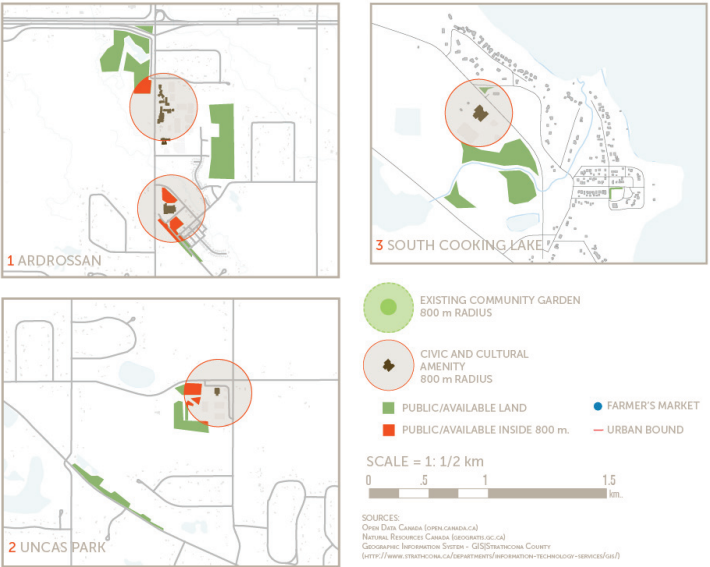 1 ARDROSSAN
3 SOUTH COOKING LAKE
2 UNCAS PARK
EXISTING COMMUNITY GARDEN
800 m RADIUS
CIVIC AND CULTURAL
AMENITY
800 m RADIUS
PUBLIC/AVAILABLE LAND
FARMER'S MARKET
PUBLIC/AVAILABLE INSIDE 800 m.
URBAN BOUND
SCALE = 1: 1/2 km
0 .5 1 1.5
km..
SOURCES:
OPEN DATA CANADA (OPEN.CANADA.CA)
NATURAL RESOURCES CANADA (GEOGRATIS.GC.CA)
GEOGRAPHIC INFORMATION SYSTEM – GIS|STRATHCONA COUNTY
(HTTP://WWW.STRATHCONA.CA/DEPARTMENTS/INFORMATION-TECHNOLOGY-SERVICES/GIS/)